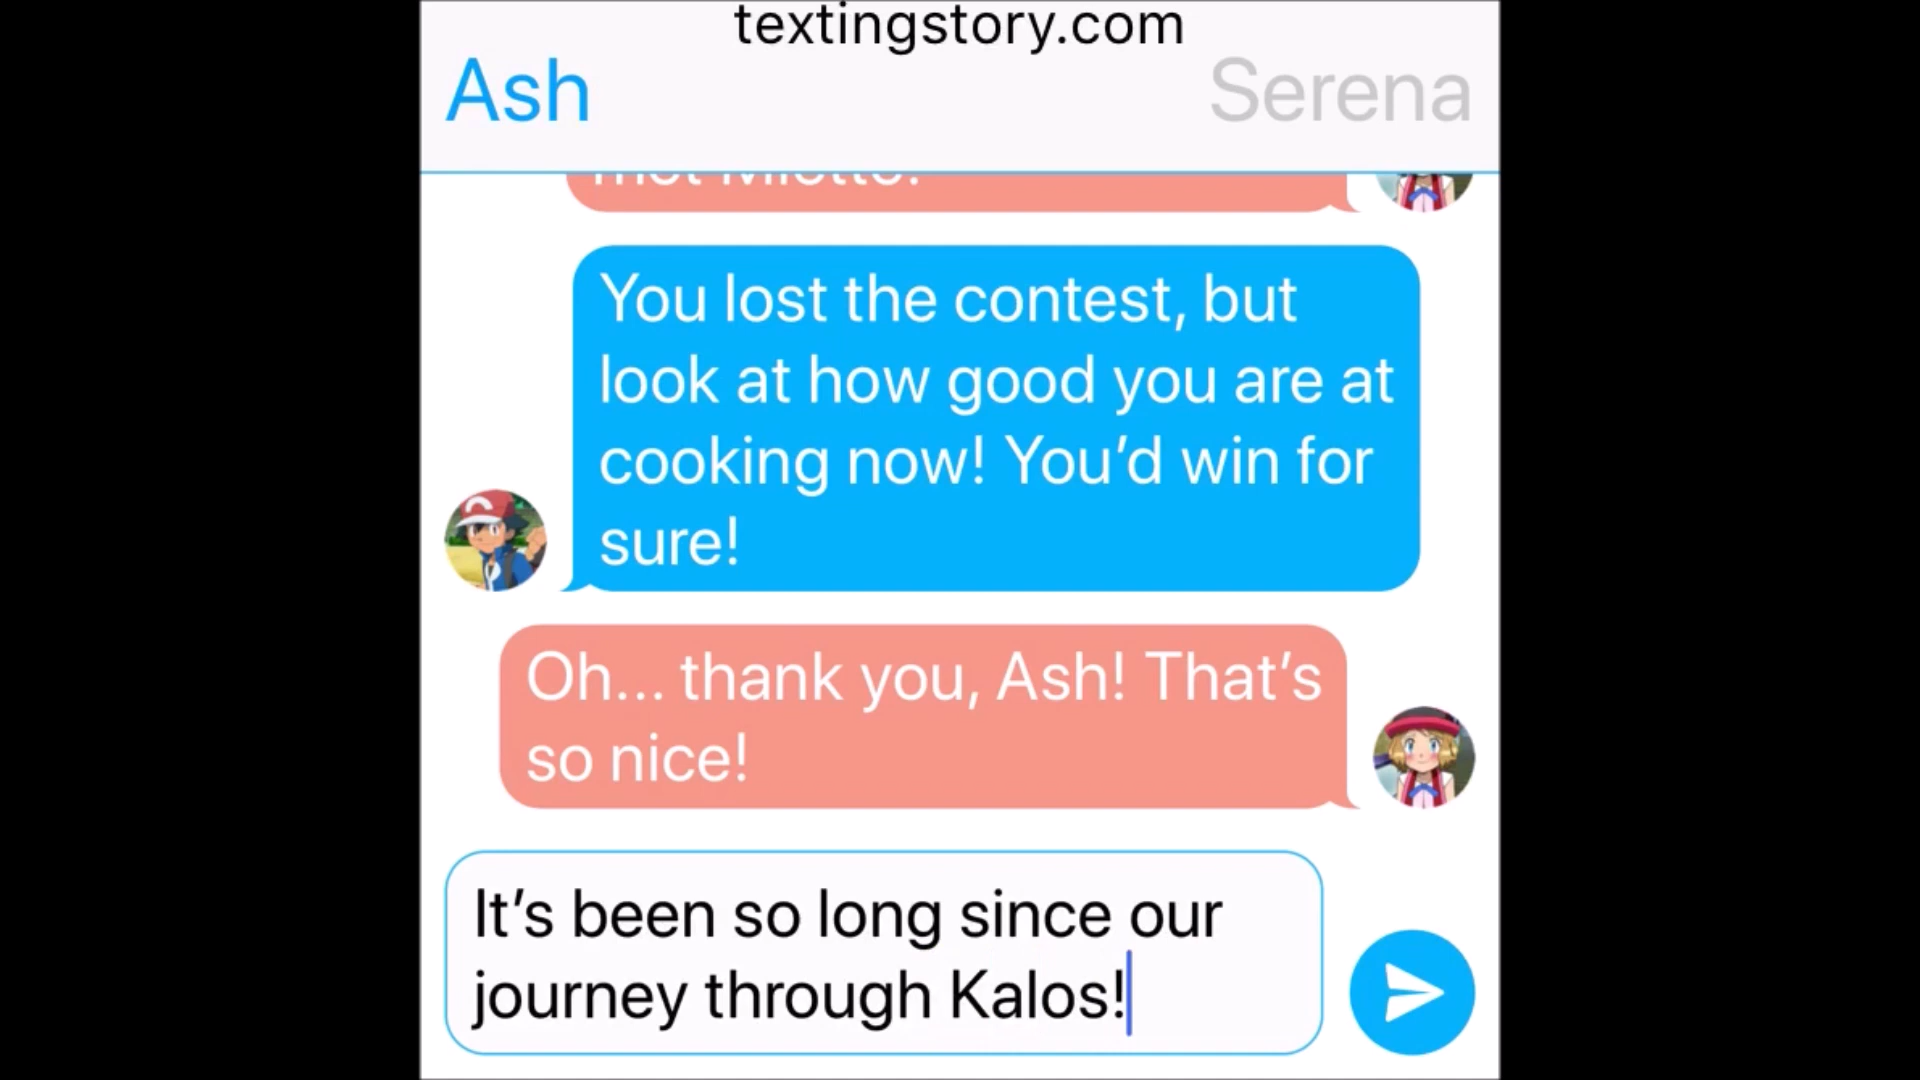 textingstory.com
Ash
Serena
met Miette!
You lost the contest, but
look at how good you are at
cooking now! You’d win for
sure!
Oh... thank you, Ash! That’s
so nice!
It’s been so long since our
journey through Kalos!